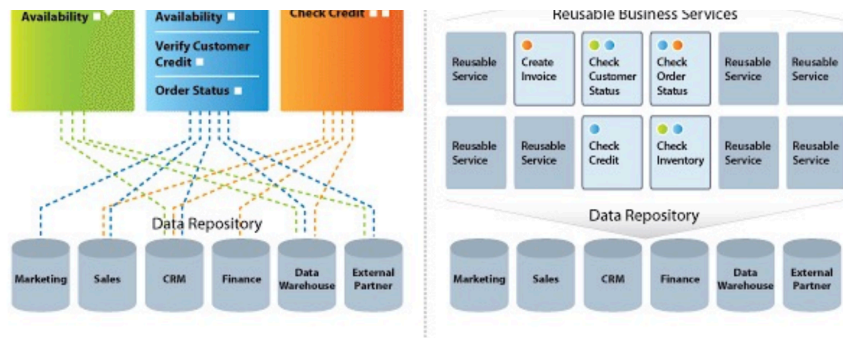 Availability
Availability
Verify Customer
Credit
Order Status
Check Credit
Data Repository
Marketing
Sales
CRM
Finance
Data
Warehouse
External
Partner
Reusable Business Services
Reusable
Service
Create
Invoice
Check
Customer
Status
Check
Order
Status
Reusable
Service
Reusable
Service
Reusable
Service
Reusable
Service
Check
Credit
Check
Inventory
Reusable
Service
Reusable
Service
Data Repository
Marketing
Sales
CRM
Finance
Data
Warehouse
External
Partner